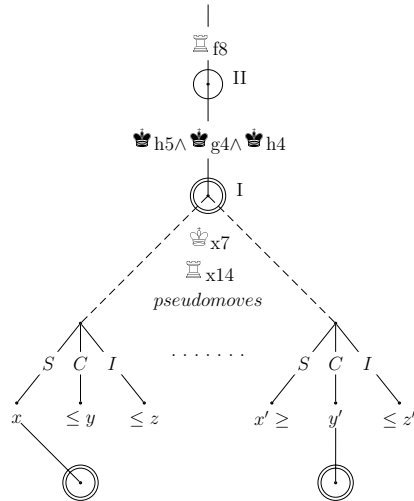 ♖f8
II
♚h5∧♚g4∧♚h4
I
♔x7
♖x14
pseudomoves
S C I ....... S C I
x ≤ y ≤ z x′ ≥ y′ ≤ z′